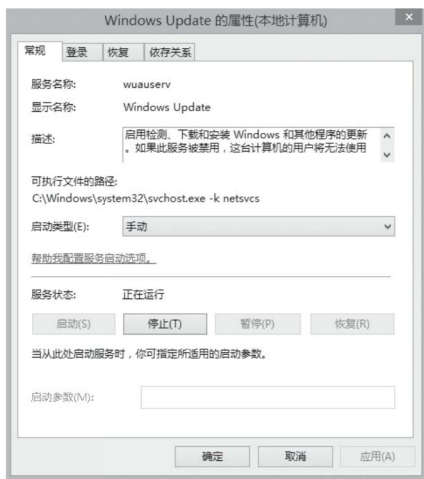 Windows Update 的属性(本地计算机)
常规 登录 恢复 依存关系
服务名称: wuauserv
显示名称: Windows Update
描述: 启用检测、下载和安装 Windows 和其他程序的更新
。如果此服务被禁用，这台计算机的用户将无法使用
可执行文件的路径:
C:\Windows\system32\svchost.exe -k netsvcs
启动类型(E): 手动
帮助我配置服务启动选项。
服务状态: 正在运行
启动(S) 停止(T) 暂停(P) 恢复(R)
当从此处启动服务时，你可指定所适用的启动参数。
启动参数(M):
确定 取消 应用(A)